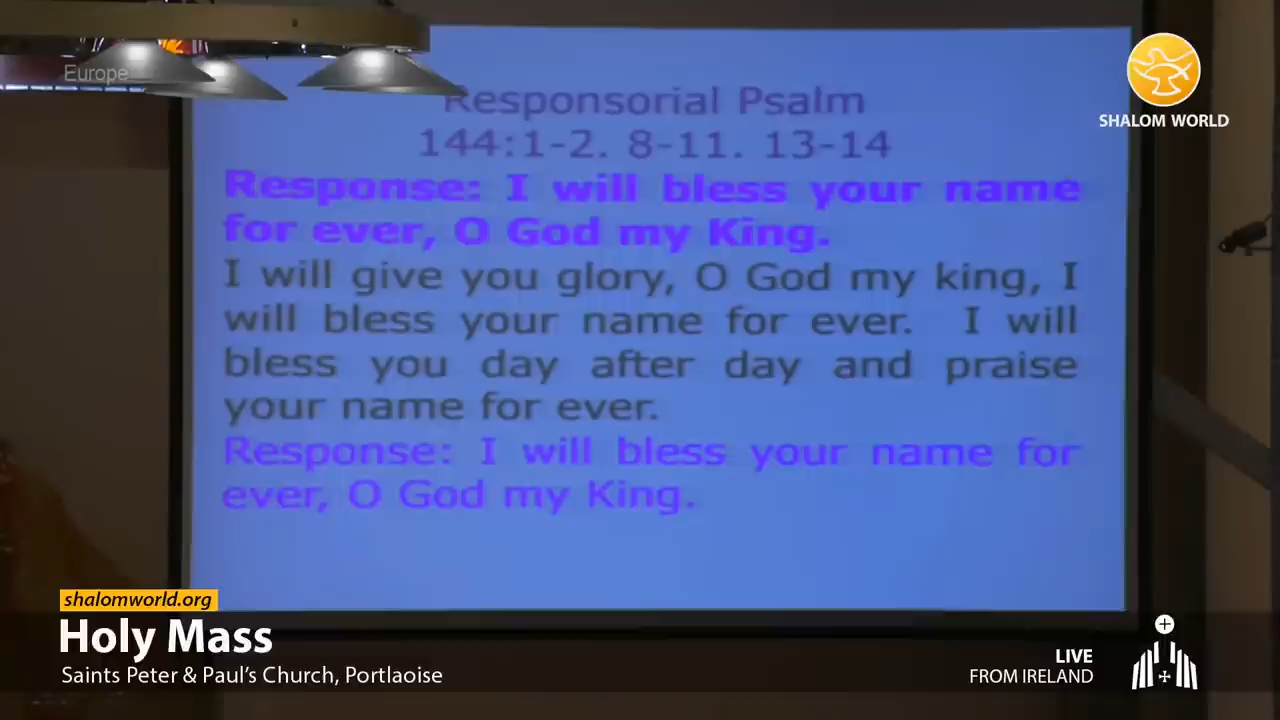 Europe
SHALOM WORLD
Responsorial Psalm
144:1-2. 8-11. 13-14
Response: I will bless your name
for ever, O God my King.
I will give you glory, O God my king, I
will bless your name for ever. I will
bless you day after day and praise
your name for ever.
Response: I will bless your name for
ever, O God my King.
shalomworld.org
Holy Mass
Saints Peter & Paul's Church, Portlaoise
LIVE
FROM IRELAND